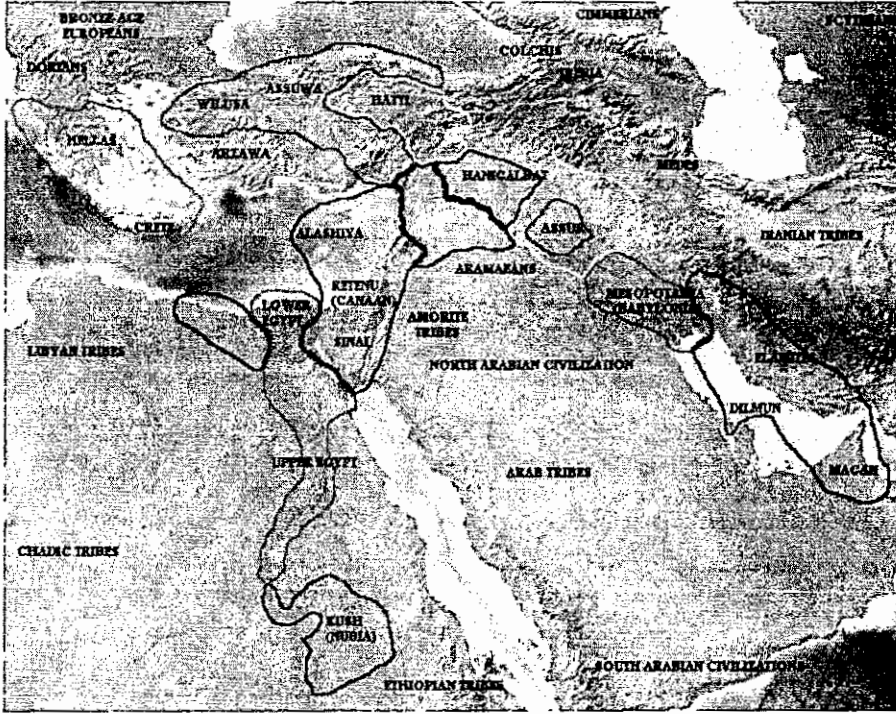 BRONZE AGE
EUROPEANS
CIMMERIANS
SCYTHIANS
COLCHIS
DORIANS
ASSUWA
WILUSA
HATTI
HELLAS
ARZAWA
MEDES
HANIGALBAT
CRETE
ALASHIYA
ASSUR
IRANIAN TRIBES
ARAMAEANS
RETENU
(CANAAN)
MESOPOTAMIA
(BABYLONIA)
LOWER
EGYPT
AMORITE
TRIBES
SINAI
LIBYAN TRIBES
NORTH ARABIAN CIVILIZATION
DILMUN
UPPER EGYPT
ARAB TRIBES
MAGAN
CHADIC TRIBES
KUSH
(NUBIA)
SOUTH ARABIAN CIVILIZATIONS
ETHIOPIAN TRIBES